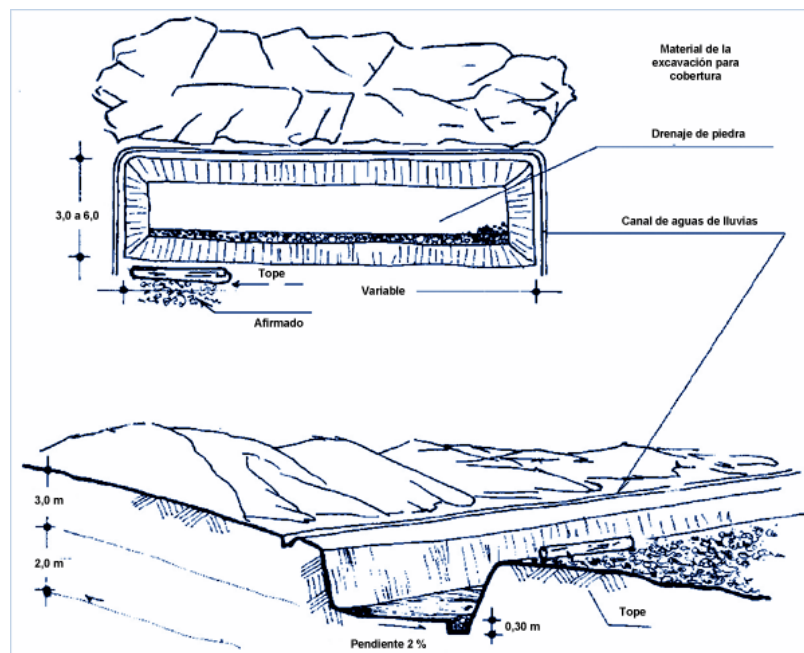 Material de la
excavación para
cobertura
Drenaje de piedra
3,0 a 6,0
Canal de aguas de lluvias
Tope
Variable
Afirmado
3,0 m
2,0 m
Tope
0,30 m
Pendiente 2 %